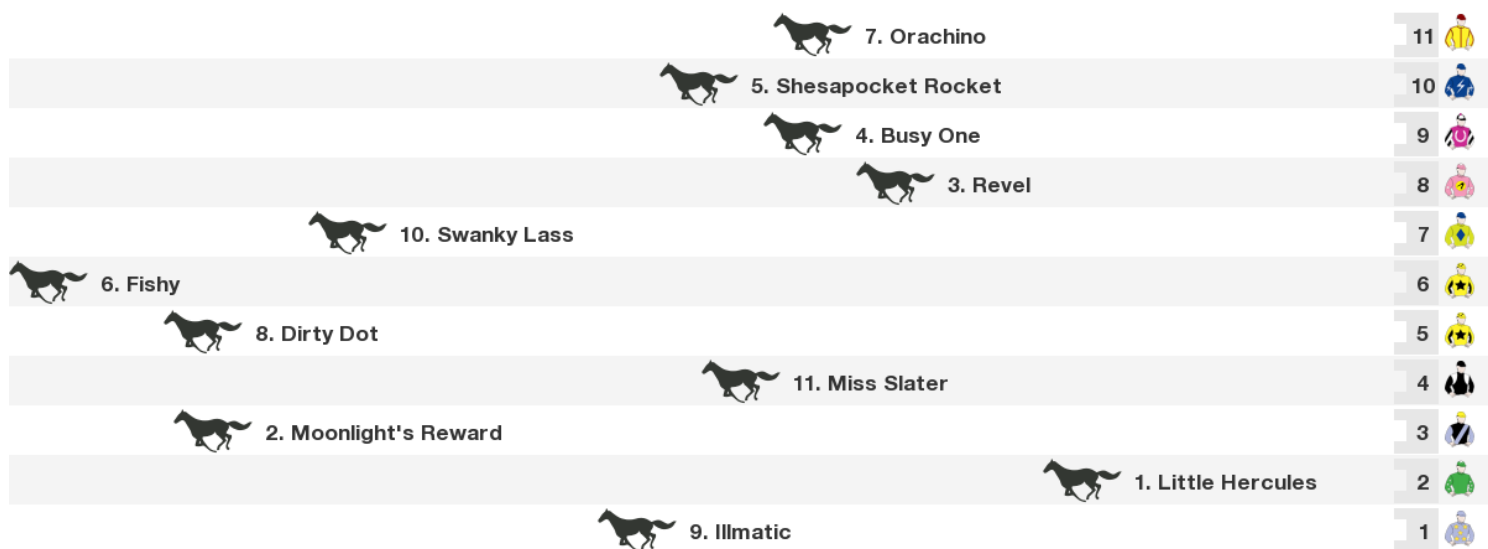 7. Orachino 11
5. Shesapocket Rocket 10
4. Busy One 9
3. Revel 8
10. Swanky Lass 7
6. Fishy 6
8. Dirty Dot 5
11. Miss Slater 4
2. Moonlight's Reward 3
1. Little Hercules 2
9. Illmatic 1